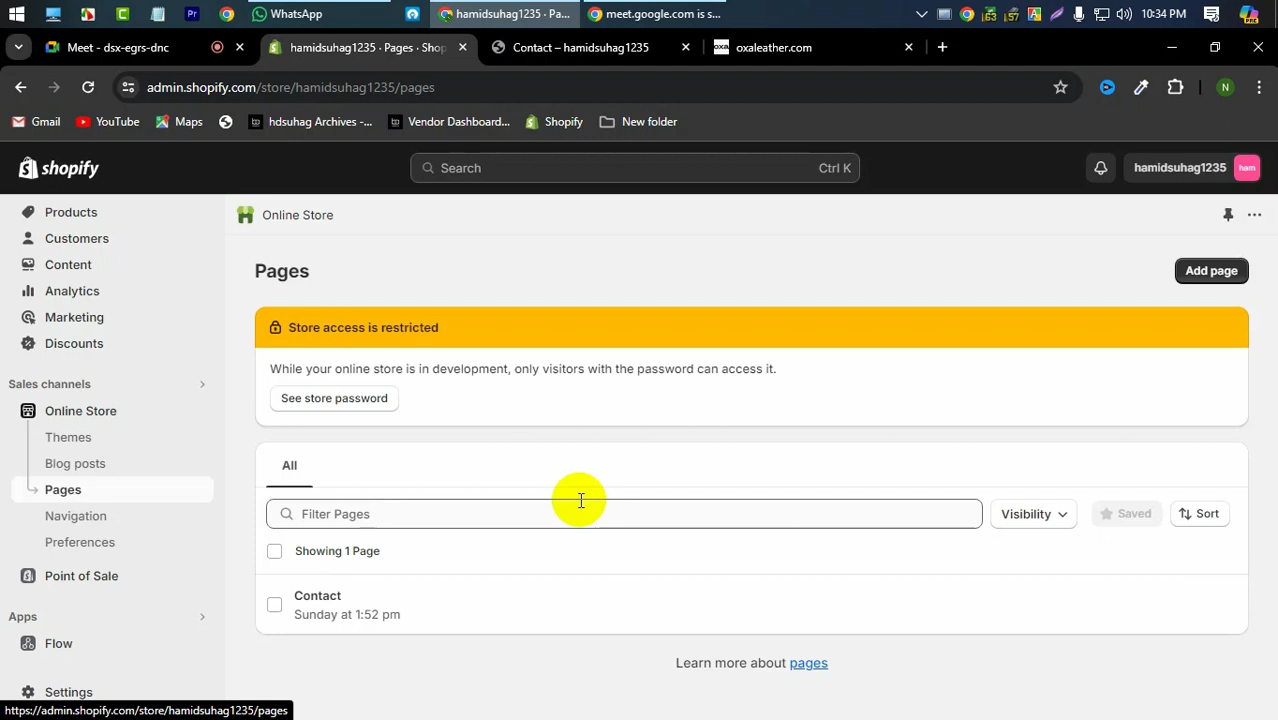 WhatsApp
hamidsuhag1235 · Pa...
meet.google.com is s...
63
57
10:34 PM
Meet - dsx-egrs-dnc
hamidsuhag1235 · Pages · Shop
Contact – hamidsuhag1235
oxa
oxaleather.com
admin.shopify.com/store/hamidsuhag1235/pages
N
Gmail
YouTube
Maps
hdsuhag Archives -...
Vendor Dashboard...
Shopify
New folder
shopify
Search
Ctrl K
hamidsuhag1235
ham
Products
Customers
Content
Analytics
Marketing
Discounts
Sales channels
Online Store
Themes
Blog posts
Pages
Navigation
Preferences
Point of Sale
Apps
Flow
Settings
Online Store
Pages
Add page
Store access is restricted
While your online store is in development, only visitors with the password can access it.
See store password
All
Filter Pages
Visibility
Saved
Sort
Showing 1 Page
Contact
Sunday at 1:52 pm
Learn more about pages
https://admin.shopify.com/store/hamidsuhag1235/pages